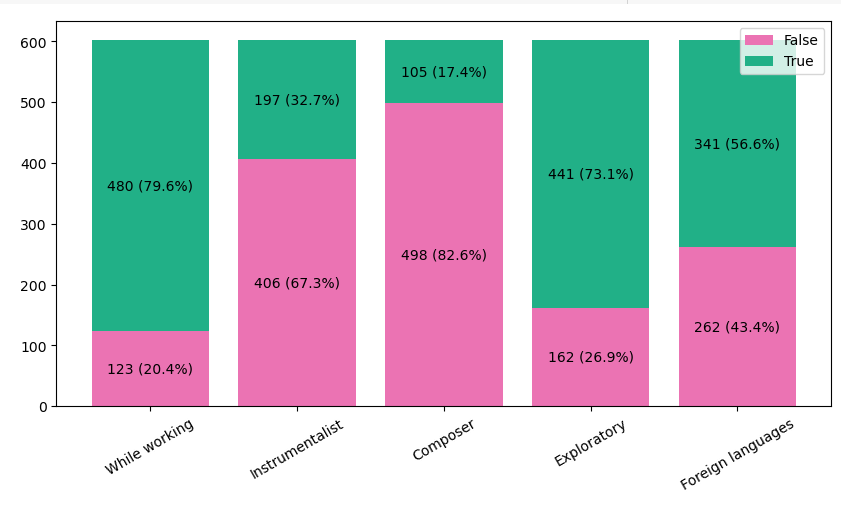 600
500
400
300
200
100
0
False
True
480 (79.6%)
123 (20.4%)
197 (32.7%)
406 (67.3%)
105 (17.4%)
498 (82.6%)
441 (73.1%)
162 (26.9%)
341 (56.6%)
262 (43.4%)
While working
Instrumentalist
Composer
Exploratory
Foreign languages